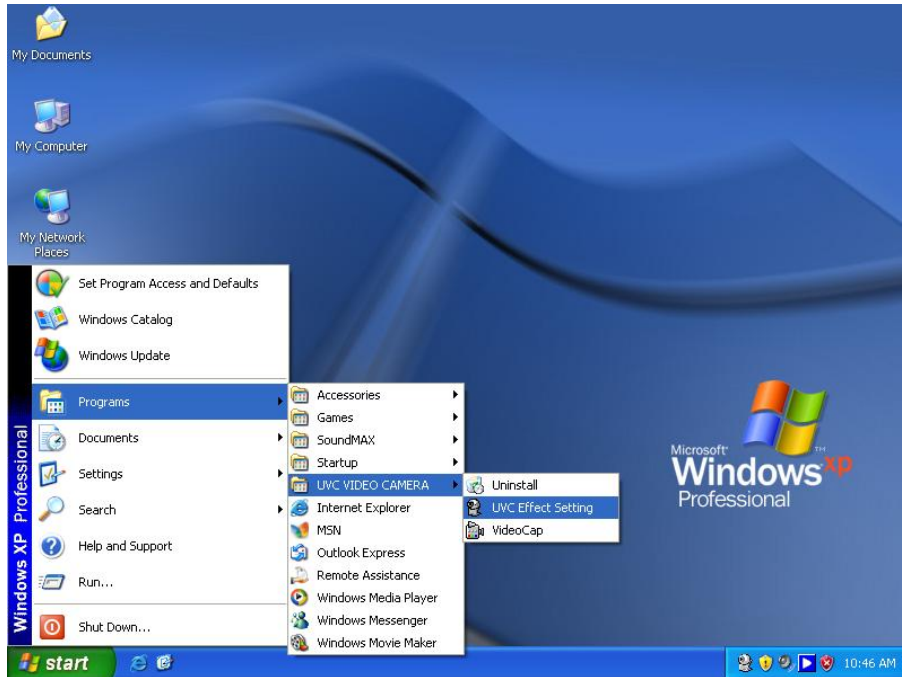 My Documents
My Computer
My Network
Places
Set Program Access and Defaults
Windows Catalog
Windows Update
Programs
Documents
Settings
Search
Help and Support
Run...
Shut Down...
Windows XP Professional
Accessories
Games
SoundMAX
Startup
UVC VIDEO CAMERA
Internet Explorer
MSN
Outlook Express
Remote Assistance
Windows Media Player
Windows Messenger
Windows Movie Maker
Uninstall
UVC Effect Setting
VideoCap
Microsoft
TM
Windows xp
Professional
start
10:46 AM